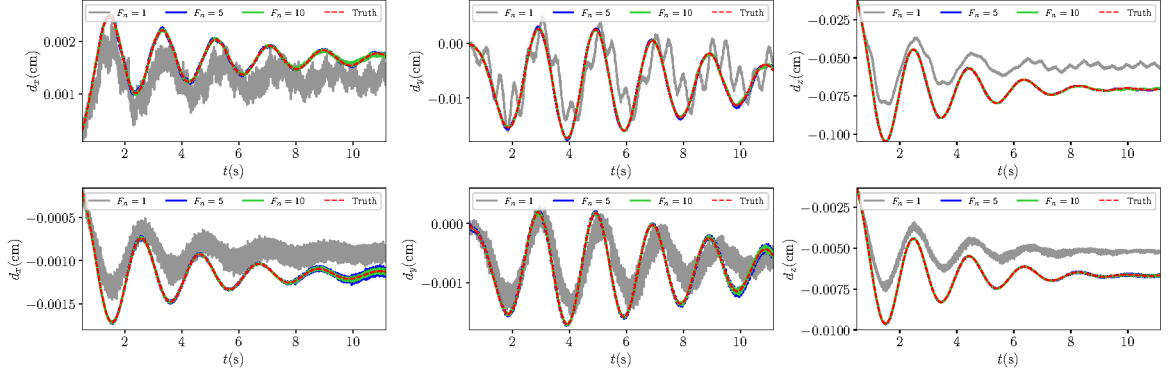 F_n = 1 F_n = 5 F_n = 10 Truth
0.002
0.001
d_x(cm)
2 4 6 8 10
t(s)
F_n = 1 F_n = 5 F_n = 10 Truth
0.00
−0.01
d_y(cm)
2 4 6 8 10
t(s)
F_n = 1 F_n = 5 F_n = 10 Truth
−0.025
−0.050
−0.075
−0.100
d_z(cm)
2 4 6 8 10
t(s)
F_n = 1 F_n = 5 F_n = 10 Truth
−0.0005
−0.0010
−0.0015
d_x(cm)
2 4 6 8 10
t(s)
F_n = 1 F_n = 5 F_n = 10 Truth
0.000
−0.001
d_y(cm)
2 4 6 8 10
t(s)
F_n = 1 F_n = 5 F_n = 10 Truth
−0.0025
−0.0050
−0.0075
−0.0100
d_z(cm)
2 4 6 8 10
t(s)